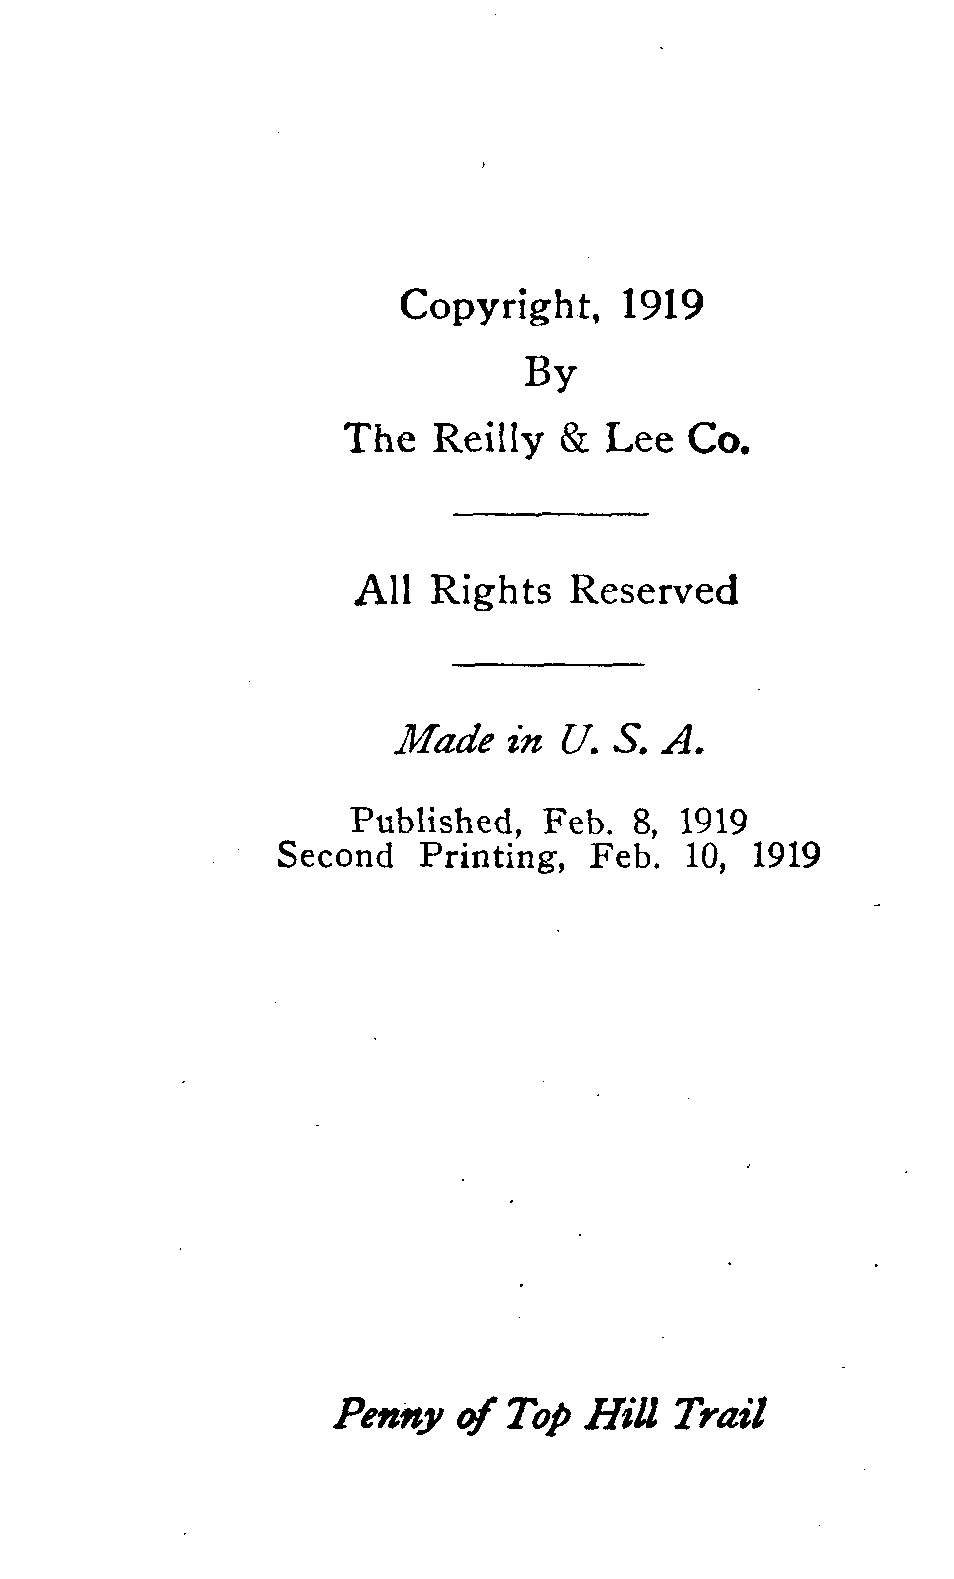 Copyright, 1919
By
The Reilly & Lee Co.
All Rights Reserved
Made in U. S. A.
Published, Feb. 8, 1919
Second Printing, Feb. 10, 1919
Penny of Top Hill Trail